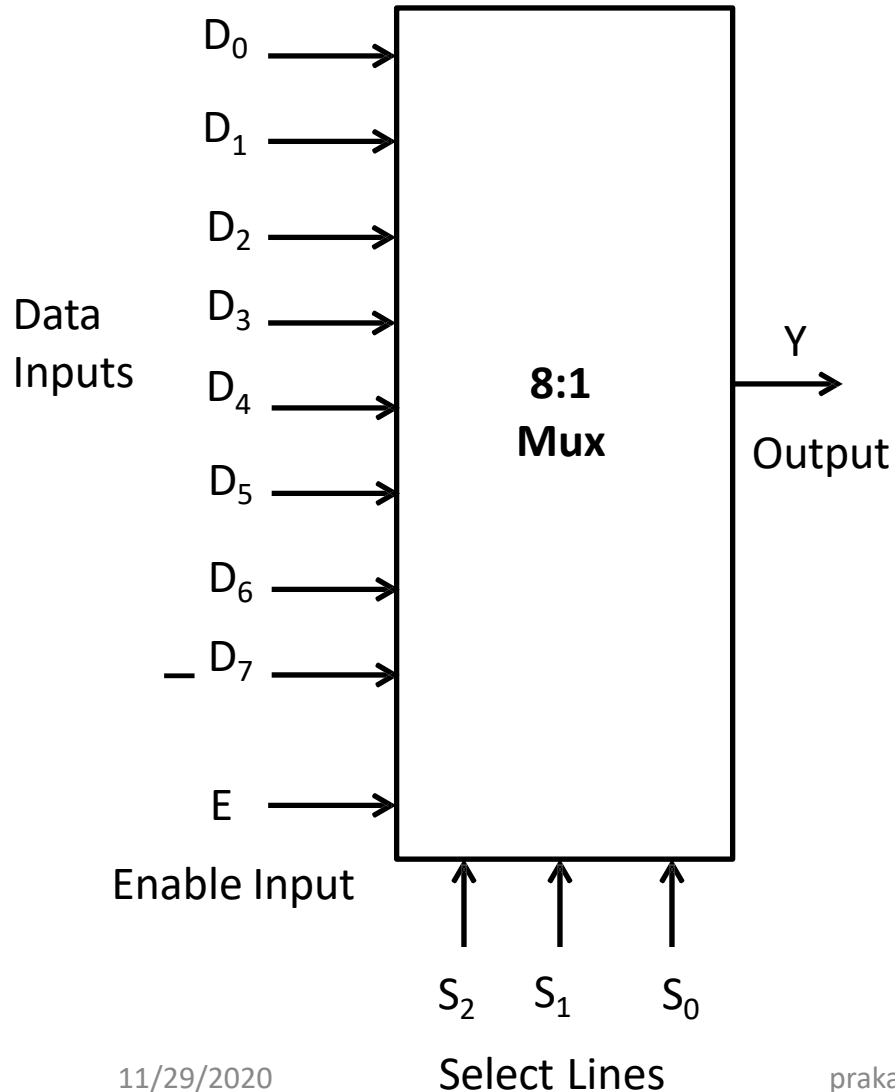 D₀
D₁
D₂
Data
Inputs
D₃
D₄
D₅
D₆
– D₇
E
Enable Input
8:1
Mux
Y
Output
S₂ S₁ S₀
Select Lines
11/29/2020